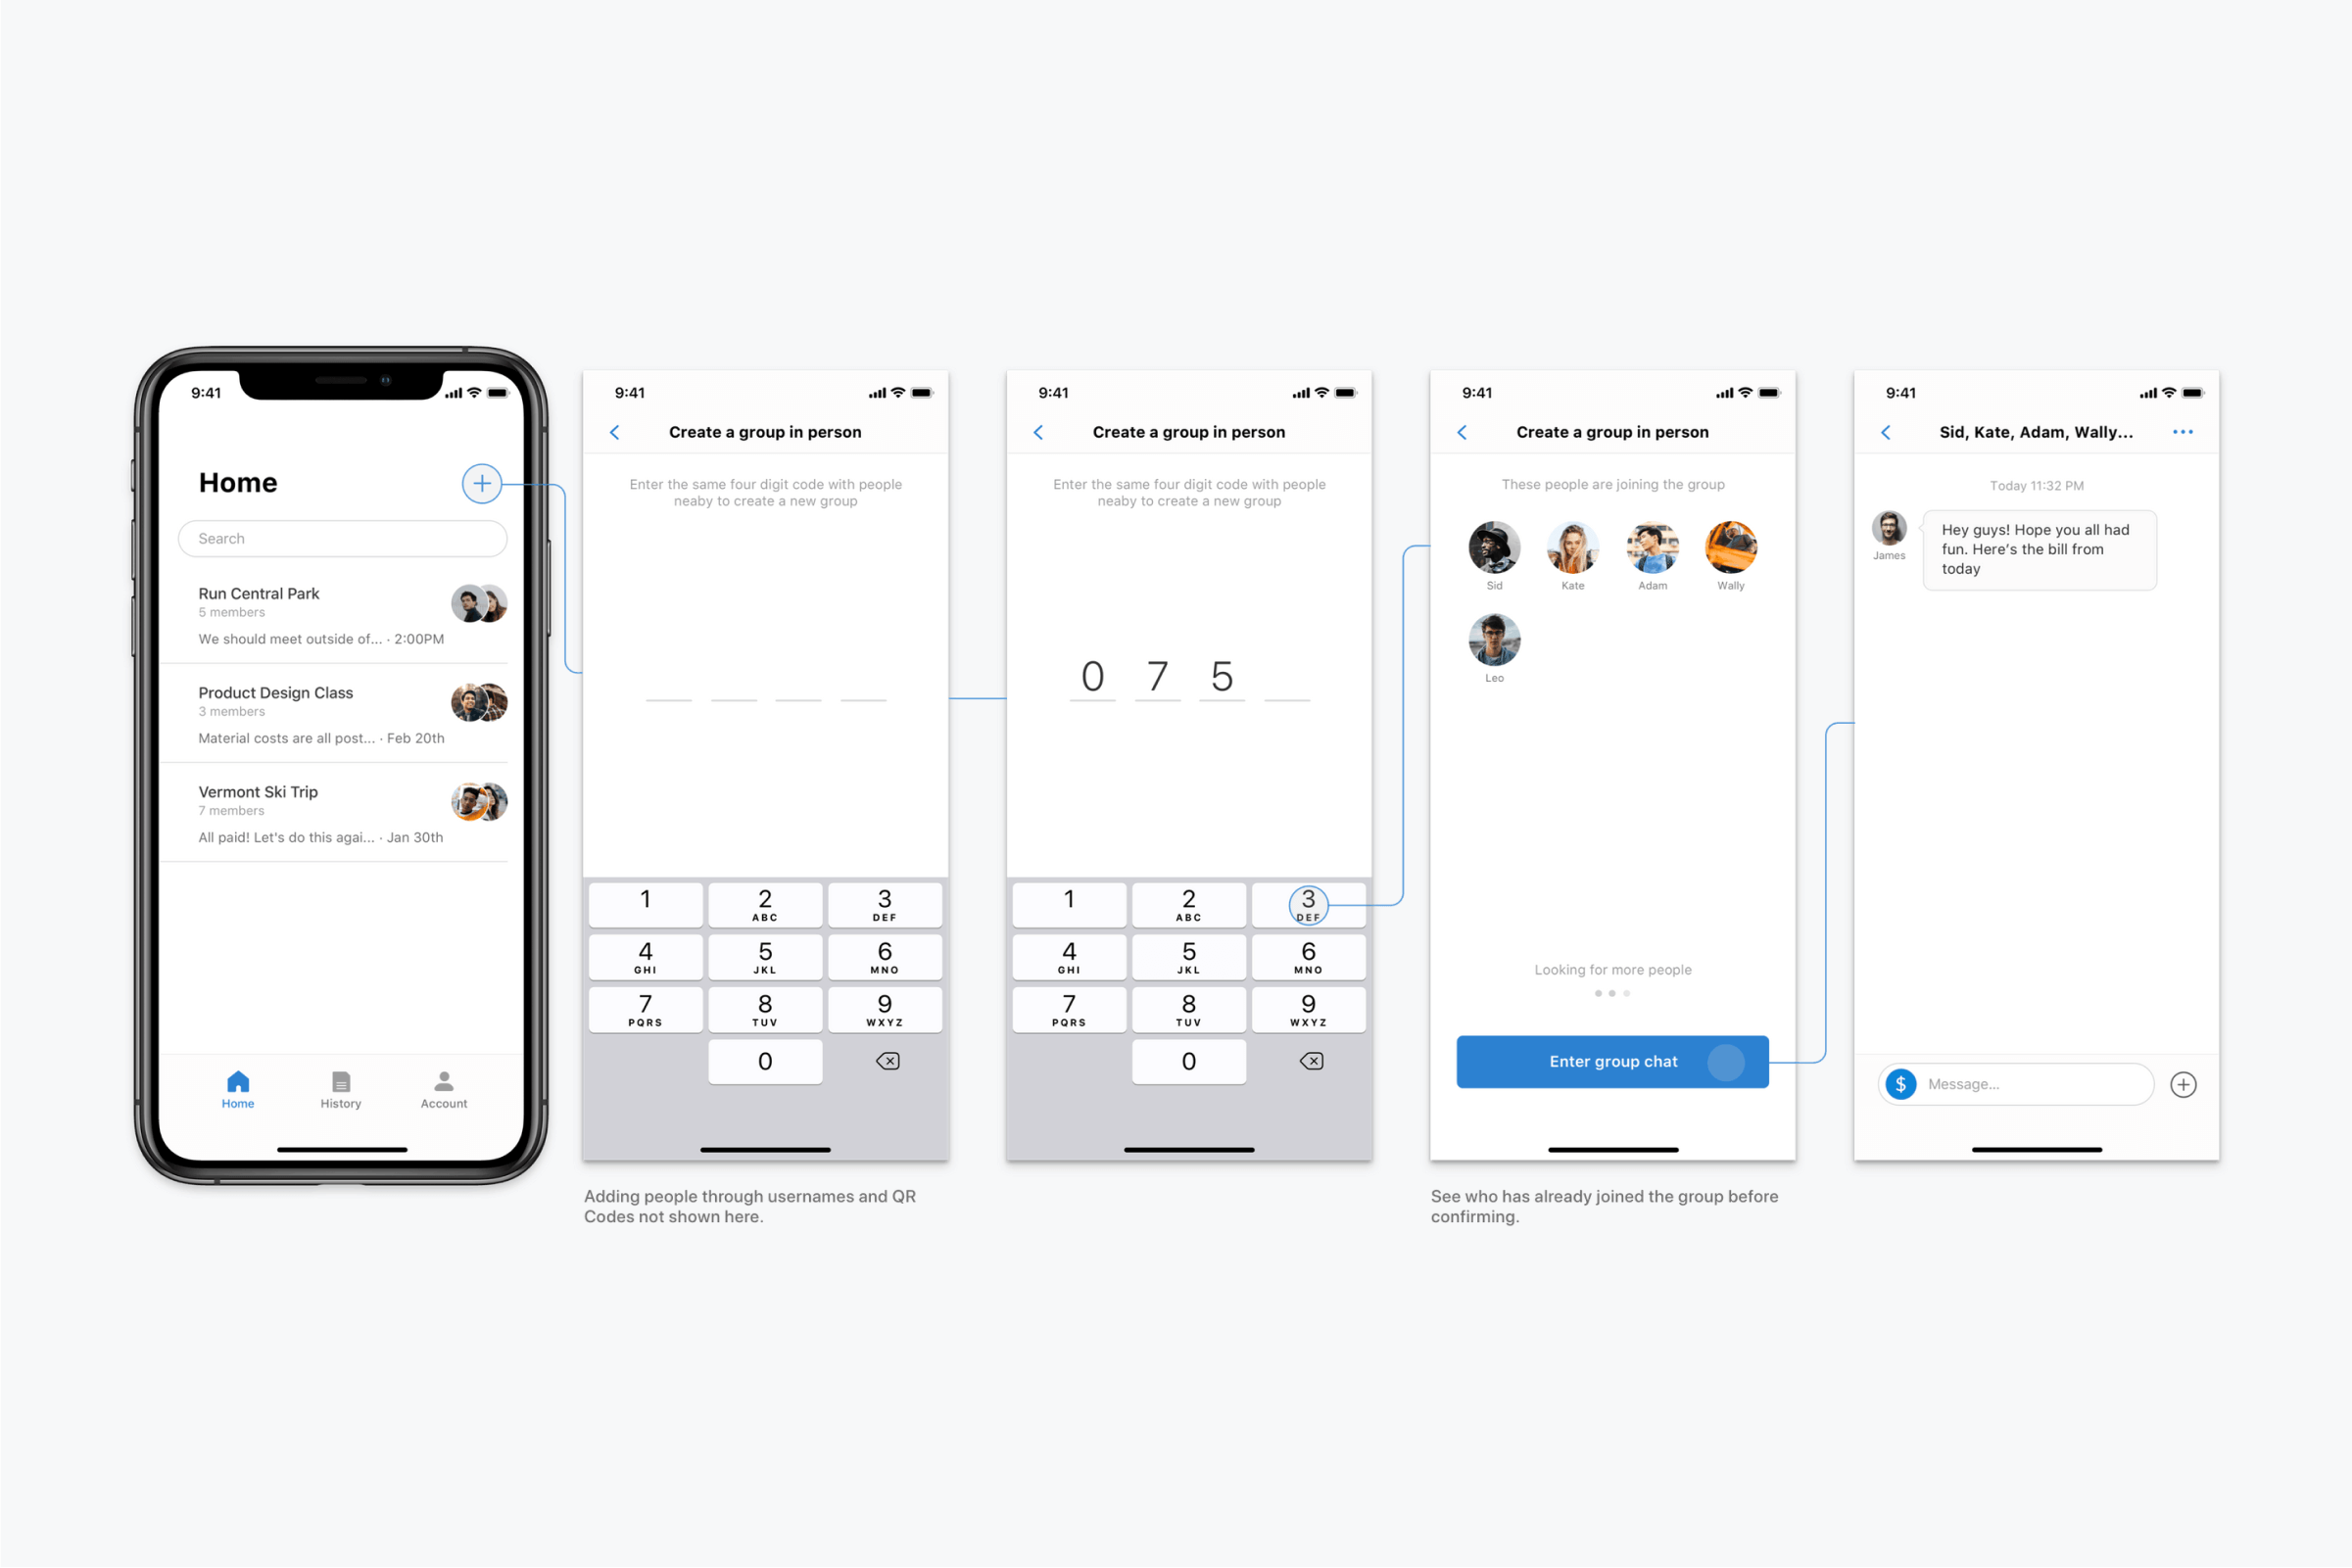 9:41
Home
Search
Run Central Park
5 members
We should meet outside of... · 2:00PM
Product Design Class
3 members
Material costs are all post... · Feb 20th
Vermont Ski Trip
7 members
All paid! Let's do this agai... · Jan 30th
Home
History
Account
9:41
Create a group in person
Enter the same four digit code with people
neaby to create a new group
1
2
ABC
3
DEF
4
GHI
5
JKL
6
MNO
7
PQRS
8
TUV
9
WXYZ
0
Adding people through usernames and QR
Codes not shown here.
9:41
Create a group in person
Enter the same four digit code with people
neaby to create a new group
0 7 5
1
2
ABC
3
DEF
4
GHI
5
JKL
6
MNO
7
PQRS
8
TUV
9
WXYZ
0
9:41
Create a group in person
These people are joining the group
Sid
Kate
Adam
Wally
Leo
Looking for more people
Enter group chat
See who has already joined the group before
confirming.
9:41
Sid, Kate, Adam, Wally...
Today 11:32 PM
James
Hey guys! Hope you all had
fun. Here's the bill from
today
$
Message...